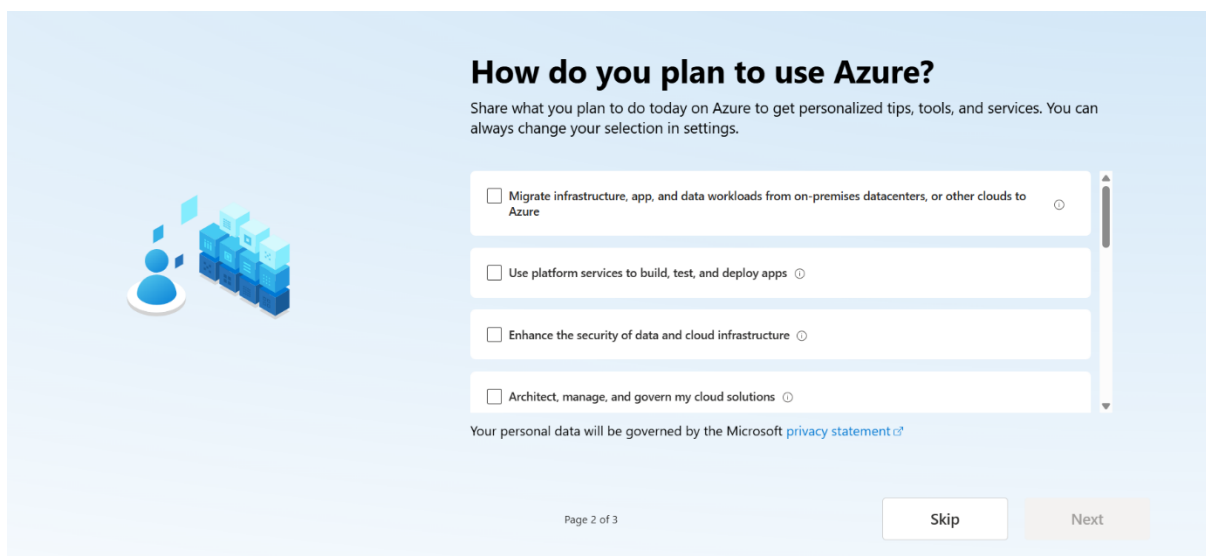 How do you plan to use Azure?
Share what you plan to do today on Azure to get personalized tips, tools, and services. You can
always change your selection in settings.
Migrate infrastructure, app, and data workloads from on-premises datacenters, or other clouds to
Azure
Use platform services to build, test, and deploy apps
Enhance the security of data and cloud infrastructure
Architect, manage, and govern my cloud solutions
Your personal data will be governed by the Microsoft privacy statement
Page 2 of 3
Skip
Next